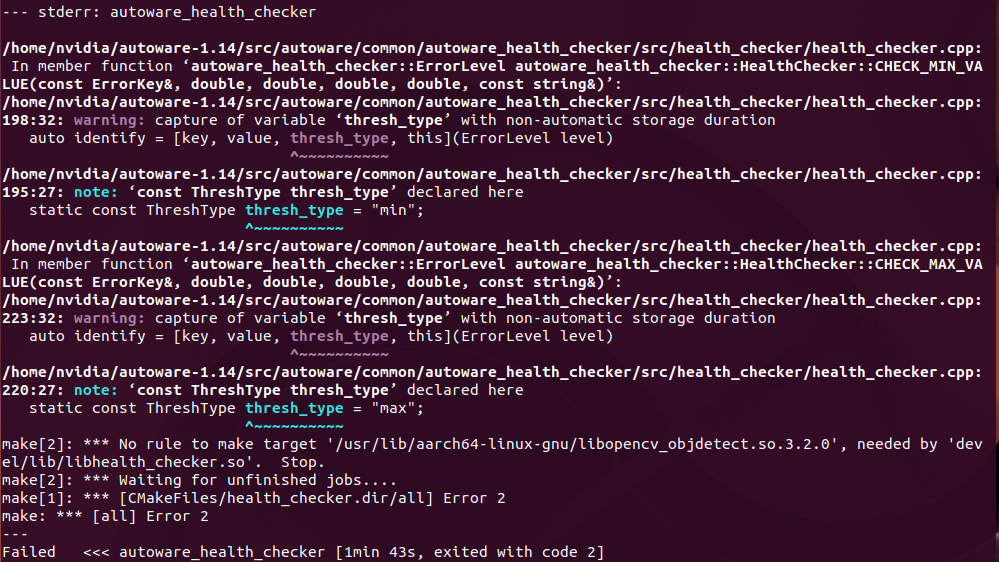 --- stderr: autoware_health_checker
/home/nvidia/autoware-1.14/src/autoware/common/autoware_health_checker/src/health_checker/health_checker.cpp:
 In member function ‘autoware_health_checker::ErrorLevel autoware_health_checker::HealthChecker::CHECK_MIN_VA
LUE(const ErrorKey&, double, double, double, double, const string&)’:
/home/nvidia/autoware-1.14/src/autoware/common/autoware_health_checker/src/health_checker/health_checker.cpp:
198:32: warning: capture of variable ‘thresh_type’ with non-automatic storage duration
   auto identify = [key, value, thresh_type, this](ErrorLevel level)
                                ^~~~~~~~~~~
/home/nvidia/autoware-1.14/src/autoware/common/autoware_health_checker/src/health_checker/health_checker.cpp:
195:27: note: ‘const ThreshType thresh_type’ declared here
   static const ThreshType thresh_type = "min";
                           ^~~~~~~~~~~
/home/nvidia/autoware-1.14/src/autoware/common/autoware_health_checker/src/health_checker/health_checker.cpp:
 In member function ‘autoware_health_checker::ErrorLevel autoware_health_checker::HealthChecker::CHECK_MAX_VA
LUE(const ErrorKey&, double, double, double, double, const string&)’:
/home/nvidia/autoware-1.14/src/autoware/common/autoware_health_checker/src/health_checker/health_checker.cpp:
223:32: warning: capture of variable ‘thresh_type’ with non-automatic storage duration
   auto identify = [key, value, thresh_type, this](ErrorLevel level)
                                ^~~~~~~~~~~
/home/nvidia/autoware-1.14/src/autoware/common/autoware_health_checker/src/health_checker/health_checker.cpp:
220:27: note: ‘const ThreshType thresh_type’ declared here
   static const ThreshType thresh_type = "max";
                           ^~~~~~~~~~~
make[2]: *** No rule to make target '/usr/lib/aarch64-linux-gnu/libopencv_objdetect.so.3.2.0', needed by 'dev
el/lib/libhealth_checker.so'.  Stop.
make[2]: *** Waiting for unfinished jobs....
make[1]: *** [CMakeFiles/health_checker.dir/all] Error 2
make: *** [all] Error 2
---
Failed   <<< autoware_health_checker [1min 43s, exited with code 2]